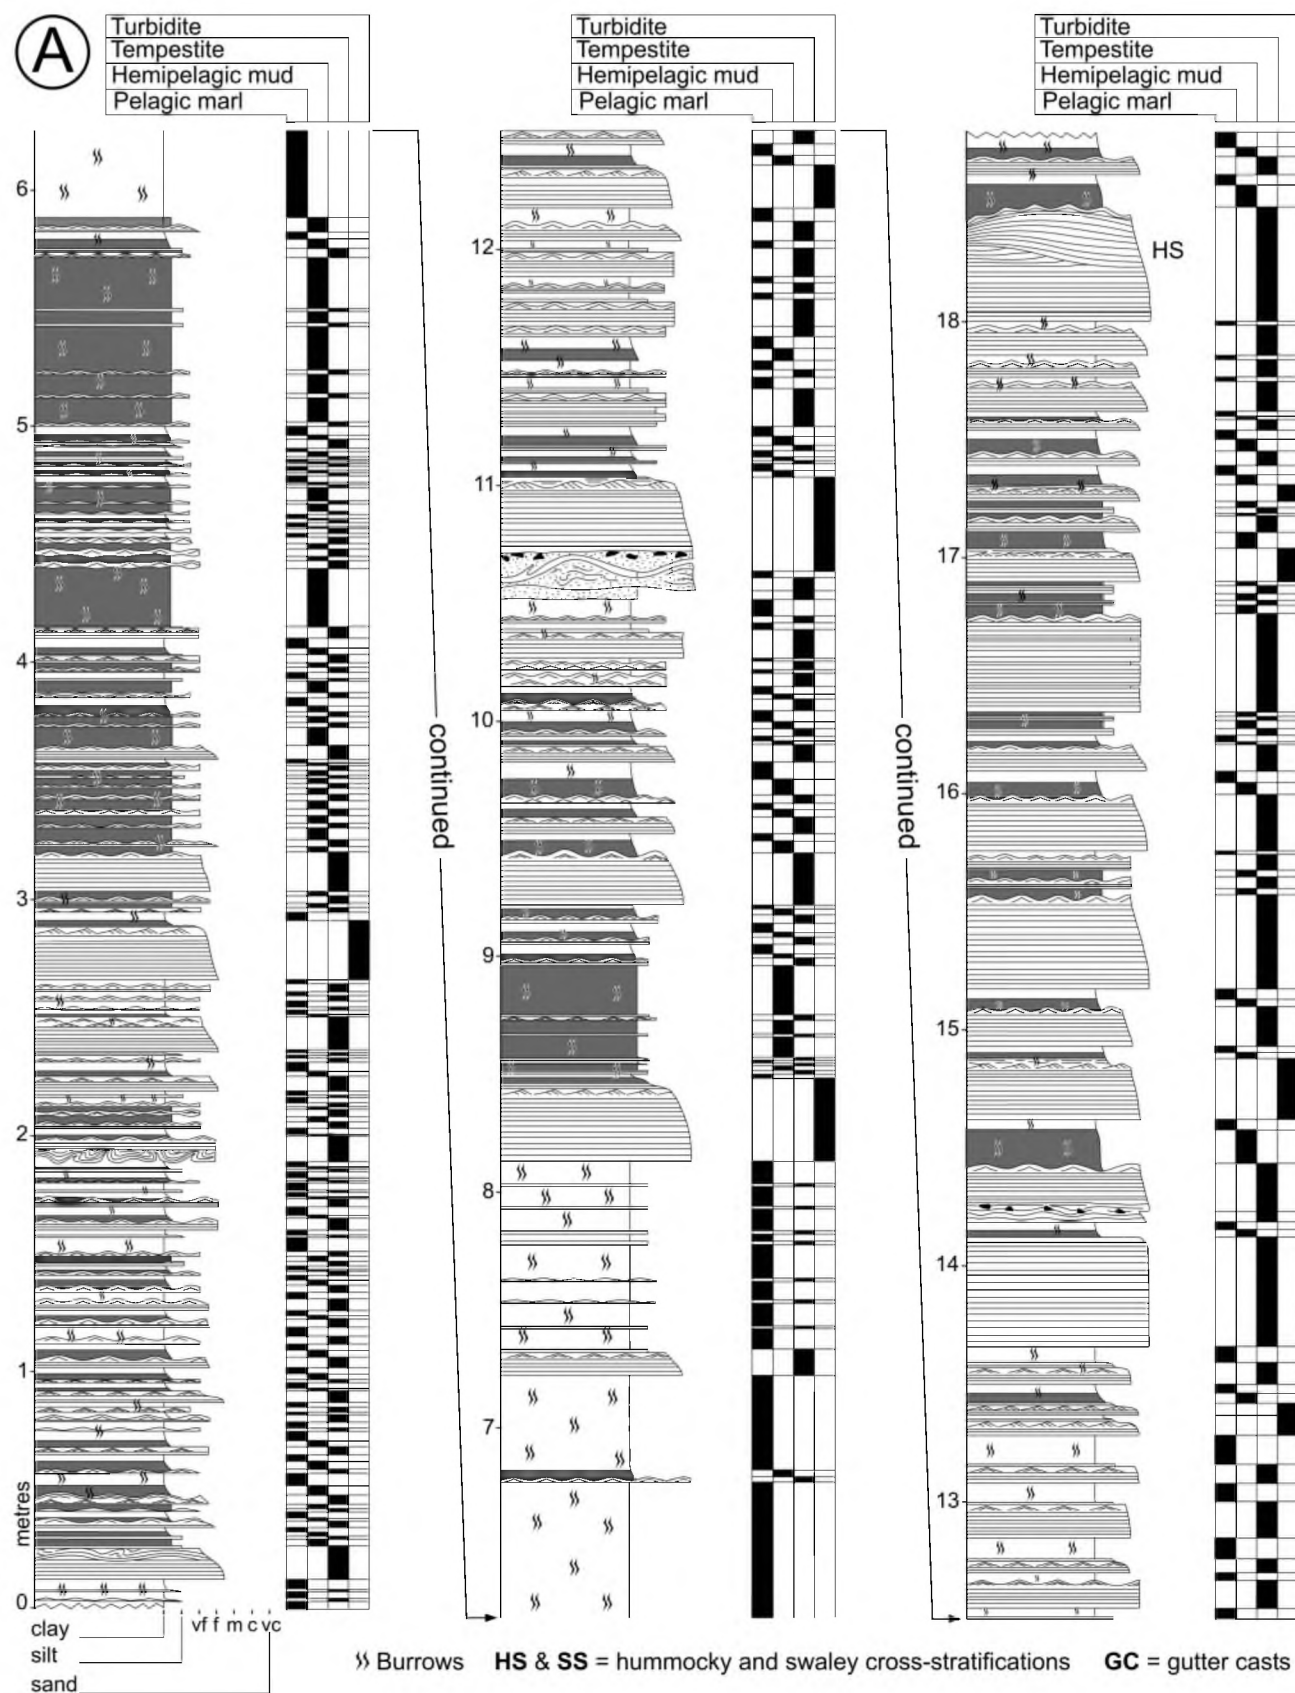 A
Turbidite
Tempestite
Hemipelagic mud
Pelagic marl
Turbidite
Tempestite
Hemipelagic mud
Pelagic marl
Turbidite
Tempestite
Hemipelagic mud
Pelagic marl
6
5
4
3
2
1
metres
0
clay
silt
sand
vf f m c vc
continued
12
11
10
9
8
7
continued
HS
18
17
16
15
14
13
Burrows HS & SS = hummocky and swaley cross-stratifications GC = gutter casts